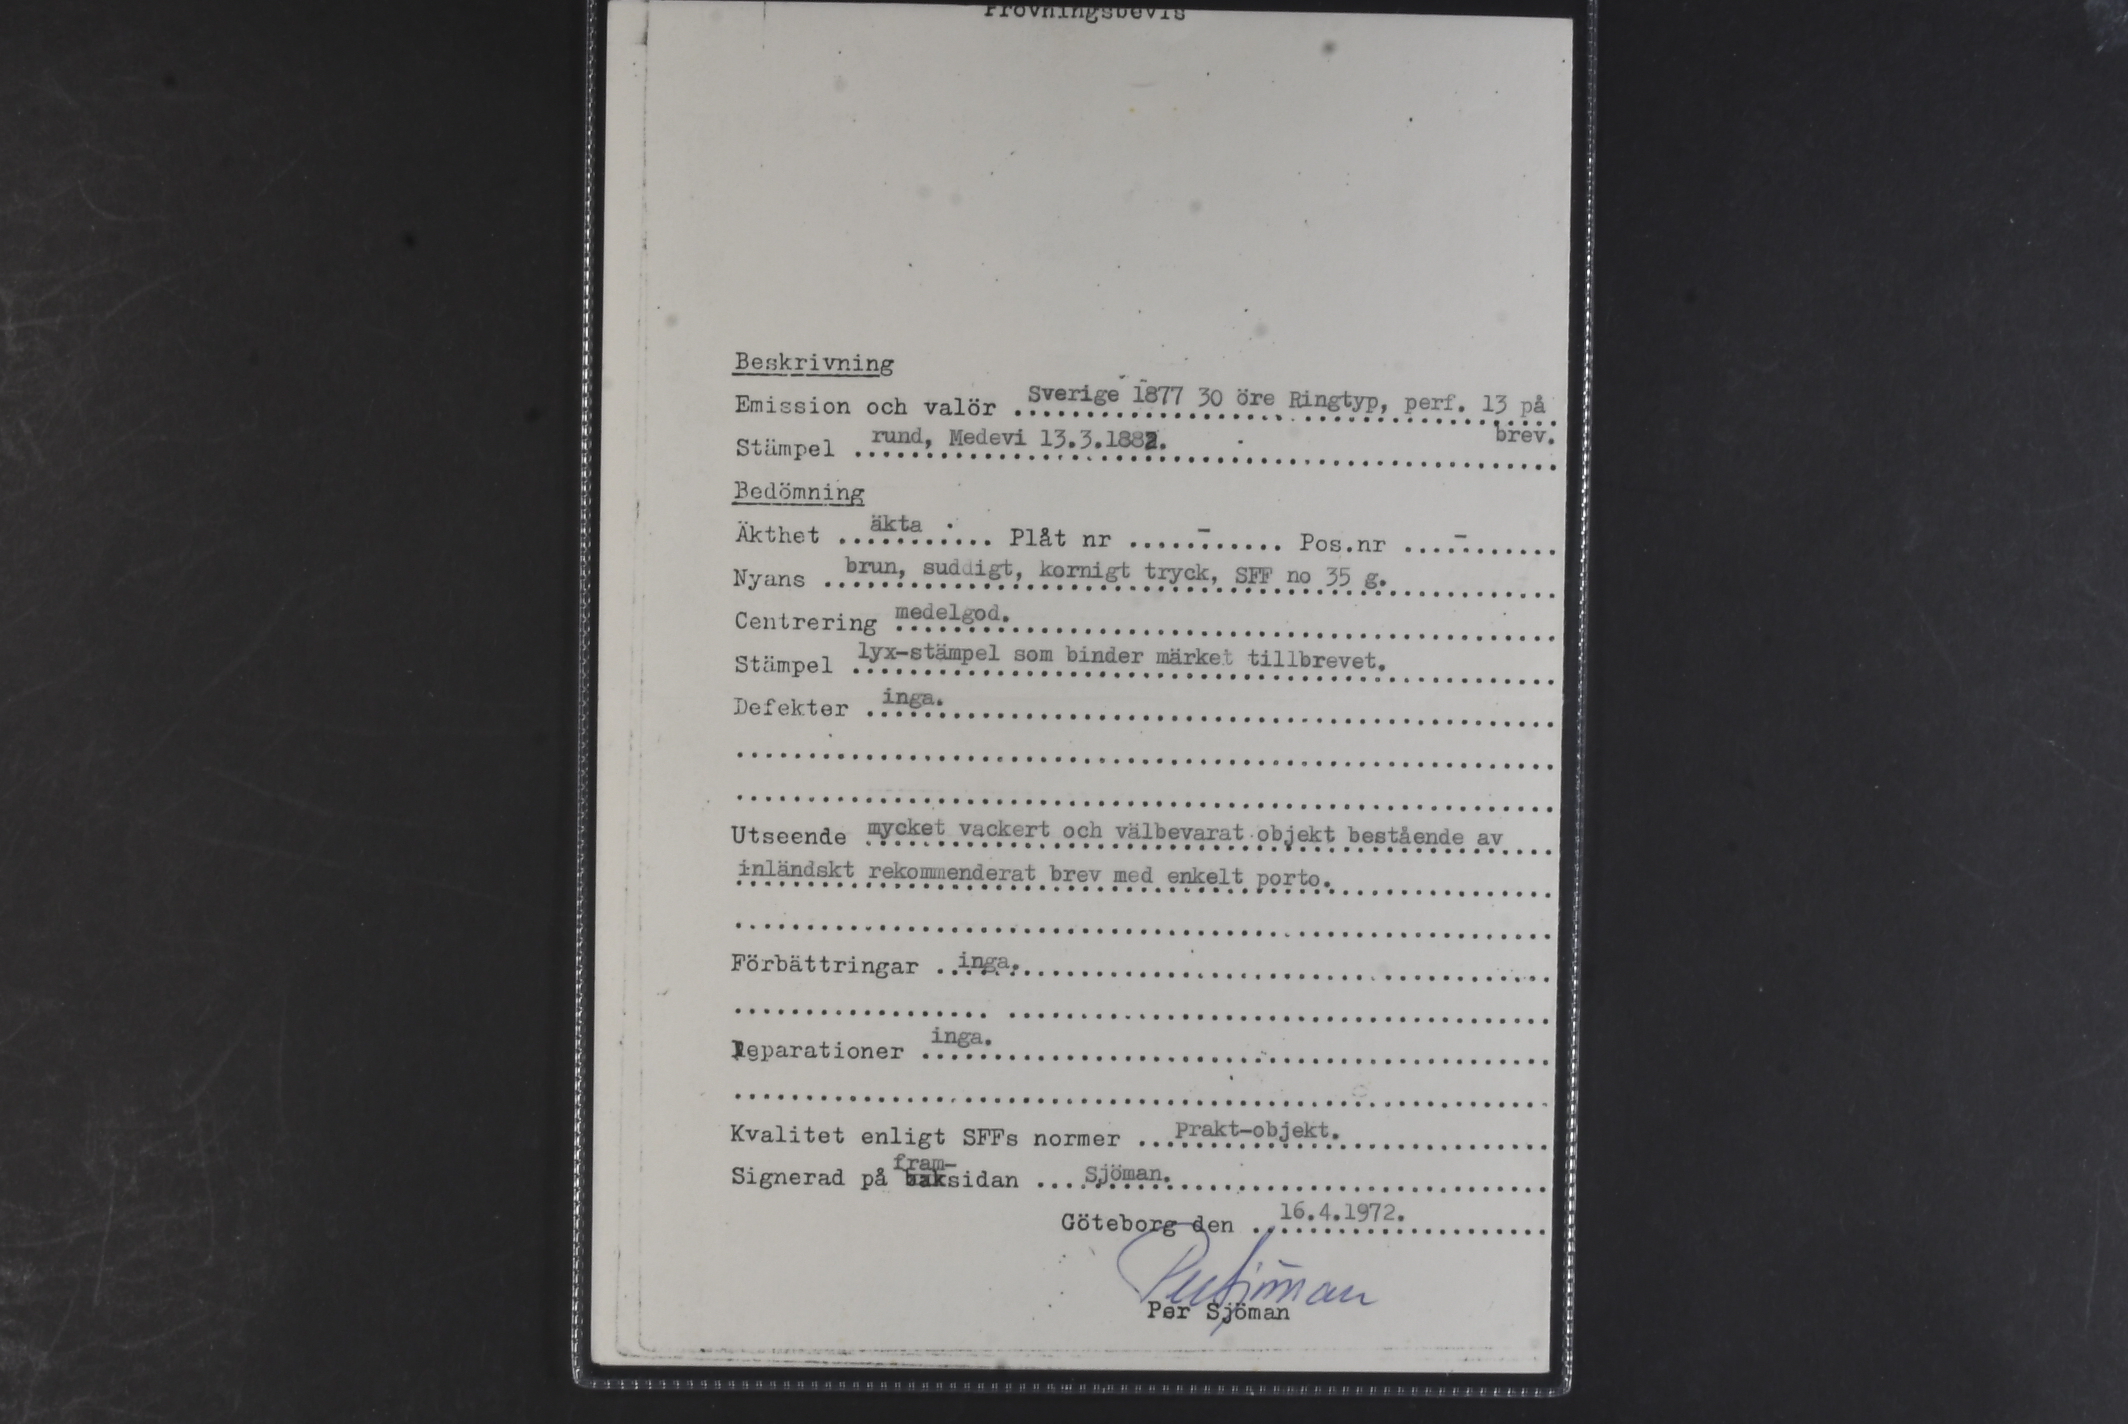 Prövningsbevis
Beskrivning
Emission och valör Sverige 1877 30 öre Ringtyp, perf. 13 på
brev.
Stämpel rund, Medevi 13.3.1882.
Bedömning
Äkthet äkta Plåt nr - Pos.nr -
Nyans brun, suddigt, kornigt tryck, SFF no 35 g.
Centrering medelgod.
Stämpel lyx-stämpel som binder märket tillbrevet.
Defekter inga.
Utseende mycket vackert och välbevarat objekt bestående av
inländskt rekommenderat brev med enkelt porto.
Förbättringar inga.
Reparationer inga.
Kvalitet enligt SFFs normer Prakt-objekt.
fram-
Signerad på baksidan Sjöman.
Göteborg den 16.4.1972.
Per Sjöman
Per Sjöman